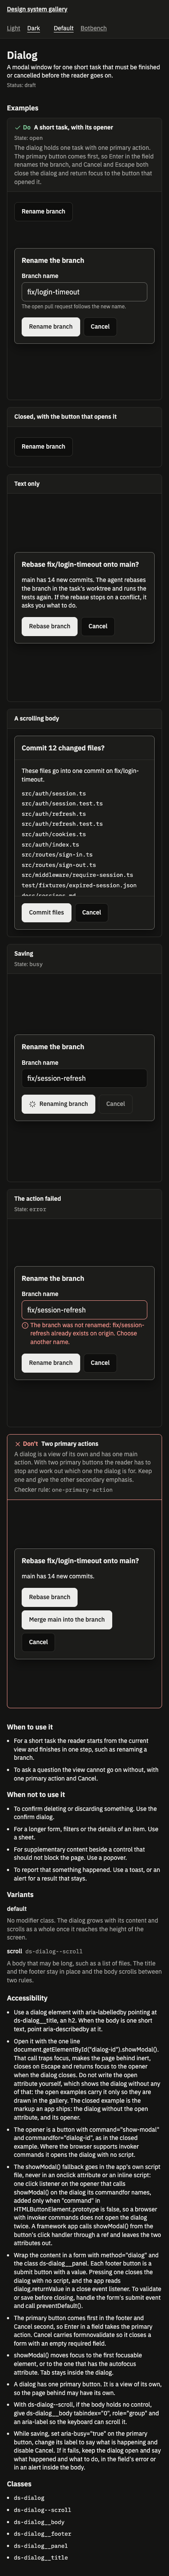 Design system gallery
Light Dark Default Botbench
Dialog
A modal window for one short task that must be finished
or cancelled before the reader goes on.
Status: draft
Examples
Do A short task, with its opener
State: open
The dialog holds one task with one primary action.
The primary button comes first, so Enter in the field
renames the branch, and Cancel and Escape both
close the dialog and return focus to the button that
opened it.
Rename branch
Rename the branch
Branch name
fix/login-timeout
The open pull request follows the new name.
Rename branch Cancel
Closed, with the button that opens it
Rename branch
Text only
Rebase fix/login-timeout onto main?
main has 14 new commits. The agent rebases
the branch in the task's worktree and runs the
tests again. If the rebase stops on a conflict, it
asks you what to do.
Rebase branch Cancel
A scrolling body
Commit 12 changed files?
These files go into one commit on fix/login-
timeout.
src/auth/session.ts
src/auth/session.test.ts
src/auth/refresh.ts
src/auth/refresh.test.ts
src/auth/cookies.ts
src/auth/index.ts
src/routes/sign-in.ts
src/routes/sign-out.ts
src/middleware/require-session.ts
test/fixtures/expired-session.json
Commit files Cancel
Saving
State: busy
Rename the branch
Branch name
fix/session-refresh
Renaming branch Cancel
The action failed
State: error
Rename the branch
Branch name
fix/session-refresh
The branch was not renamed: fix/session-
refresh already exists on origin. Choose
another name.
Rename branch Cancel
Don't Two primary actions
A dialog is a view of its own and has one main
action. With two primary buttons the reader has to
stop and work out which one the dialog is for. Keep
one and give the other secondary emphasis.
Checker rule: one-primary-action
Rebase fix/login-timeout onto main?
main has 14 new commits.
Rebase branch
Merge main into the branch
Cancel
When to use it
• For a short task the reader starts from the current
view and finishes in one step, such as renaming a
branch.
• To ask a question the view cannot go on without, with
one primary action and Cancel.
When not to use it
• To confirm deleting or discarding something. Use the
confirm dialog.
• For a longer form, filters or the details of an item. Use
a sheet.
• For supplementary content beside a control that
should not block the page. Use a popover.
• To report that something happened. Use a toast, or an
alert for a result that stays.
Variants
default
No modifier class. The dialog grows with its content and
scrolls as a whole once it reaches the height of the
screen.
scroll ds-dialog--scroll
A body that may be long, such as a list of files. The title
and the footer stay in place and the body scrolls between
two rules.
Accessibility
• Use a dialog element with aria-labelledby pointing at
ds-dialog__title, an h2. When the body is one short
text, point aria-describedby at it.
• Open it with the one line
document.getElementById("dialog-id").showModal().
That call traps focus, makes the page behind inert,
closes on Escape and returns focus to the opener
when the dialog closes. Do not write the open
attribute yourself, which shows the dialog without any
of that: the open examples carry it only so they are
drawn in the gallery. The closed example is the
markup an app ships: the dialog without the open
attribute, and its opener.
• The opener is a button with command="show-modal"
and commandfor="dialog-id", as in the closed
example. Where the browser supports invoker
commands it opens the dialog with no script.
• The showModal() fallback goes in the app's own script
file, never in an onclick attribute or an inline script:
one click listener on the opener that calls
showModal() on the dialog its commandfor names,
added only when "command" in
HTMLButtonElement.prototype is false, so a browser
with invoker commands does not open the dialog
twice. A framework app calls showModal() from the
button's click handler through a ref and leaves the two
attributes out.
• Wrap the content in a form with method="dialog" and
the class ds-dialog__panel. Each footer button is a
submit button with a value. Pressing one closes the
dialog with no script, and the app reads
dialog.returnValue in a close event listener. To validate
or save before closing, handle the form's submit event
and call preventDefault().
• The primary button comes first in the footer and
Cancel second, so Enter in a field takes the primary
action. Cancel carries formnovalidate so it closes a
form with an empty required field.
• showModal() moves focus to the first focusable
element, or to the one that has the autofocus
attribute. Tab stays inside the dialog.
• A dialog has one primary button. It is a view of its own,
so the page behind may have its own.
• With ds-dialog--scroll, if the body holds no control,
give ds-dialog__body tabindex="0", role="group" and
an aria-label so the keyboard can scroll it.
• While saving, set aria-busy="true" on the primary
button, change its label to say what is happening and
disable Cancel. If it fails, keep the dialog open and say
what happened and what to do, in the field's error or
in an alert inside the body.
Classes
• ds-dialog
• ds-dialog--scroll
• ds-dialog__body
• ds-dialog__footer
• ds-dialog__panel
• ds-dialog__title